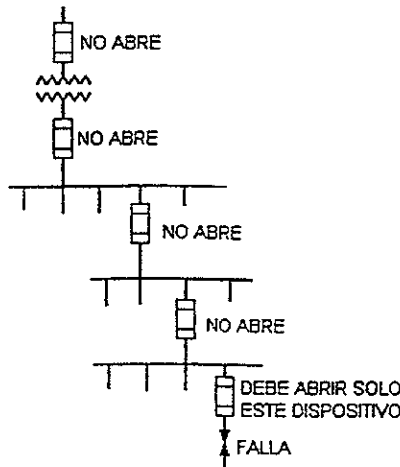 NO ABRE
NO ABRE
NO ABRE
NO ABRE
DEBE ABRIR SOLO
ESTE DISPOSITIVO
FALLA